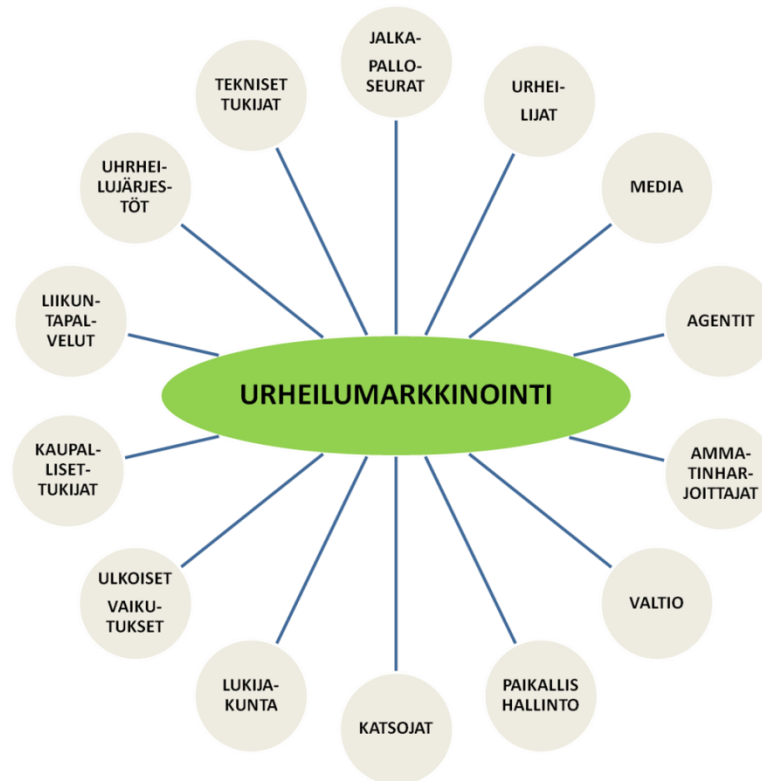 JALKA-
PALLO-
SEURAT
URHEI-
LIJAT
MEDIA
AGENTIT
AMMA-
TINHAR-
JOITTAJAT
VALTIO
PAIKALLIS
HALLINTO
KATSOJAT
LUKIJA-
KUNTA
ULKOISET
VAIKU-
TUKSET
KAUPAL-
LISET-
TUKIJAT
LIIKUN-
TAPAL-
VELUT
UHRHEI-
LUJÄRJES-
TÖT
TEKNISET
TUKIJAT
URHEILUMARKKINOINTI